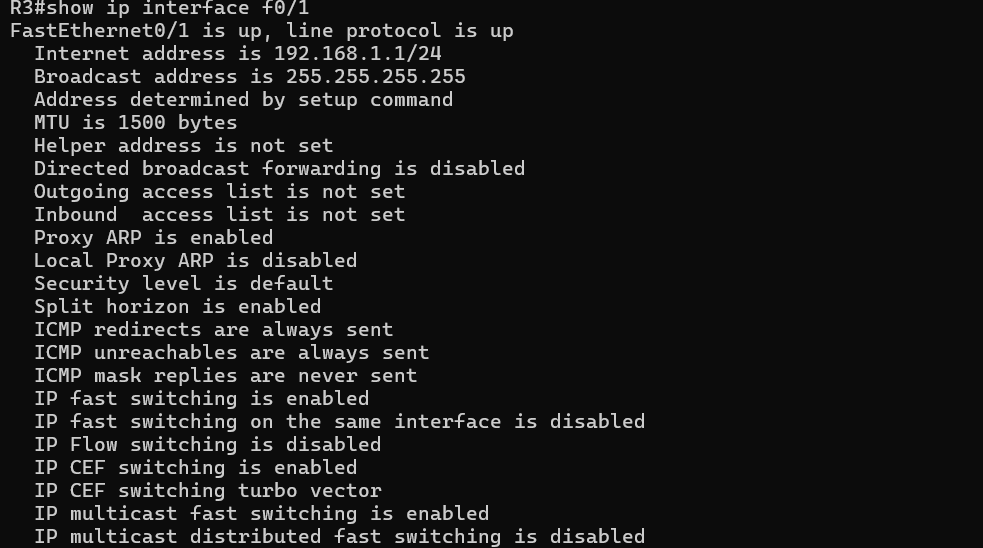 R3#show ip interface f0/1
FastEthernet0/1 is up, line protocol is up
  Internet address is 192.168.1.1/24
  Broadcast address is 255.255.255.255
  Address determined by setup command
  MTU is 1500 bytes
  Helper address is not set
  Directed broadcast forwarding is disabled
  Outgoing access list is not set
  Inbound  access list is not set
  Proxy ARP is enabled
  Local Proxy ARP is disabled
  Security level is default
  Split horizon is enabled
  ICMP redirects are always sent
  ICMP unreachables are always sent
  ICMP mask replies are never sent
  IP fast switching is enabled
  IP fast switching on the same interface is disabled
  IP Flow switching is disabled
  IP CEF switching is enabled
  IP CEF switching turbo vector
  IP multicast fast switching is enabled
  IP multicast distributed fast switching is disabled